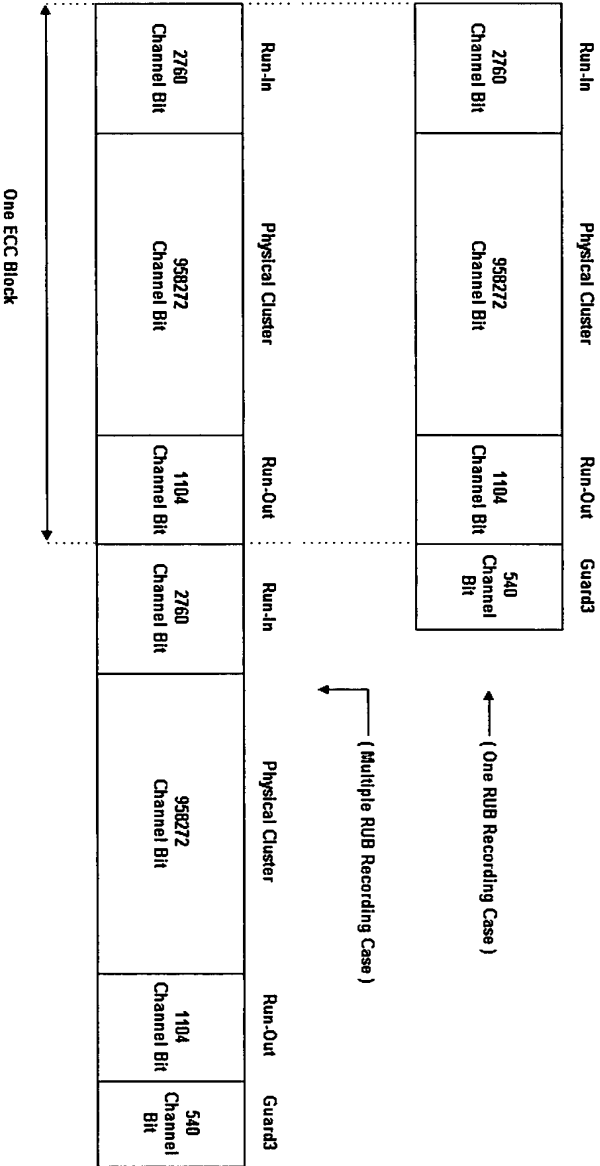 Run-In
Physical Cluster
Run-Out
Guard3
2760
Channel Bit
958272
Channel Bit
1104
Channel Bit
540
Channel
Bit
( One RUB Recording Case )
( Multiple RUB Recording Case )
Run-In
Physical Cluster
Run-Out
Run-In
Physical Cluster
Run-Out
Guard3
2760
Channel Bit
958272
Channel Bit
1104
Channel Bit
2760
Channel Bit
958272
Channel Bit
1104
Channel Bit
540
Channel
Bit
One ECC Block